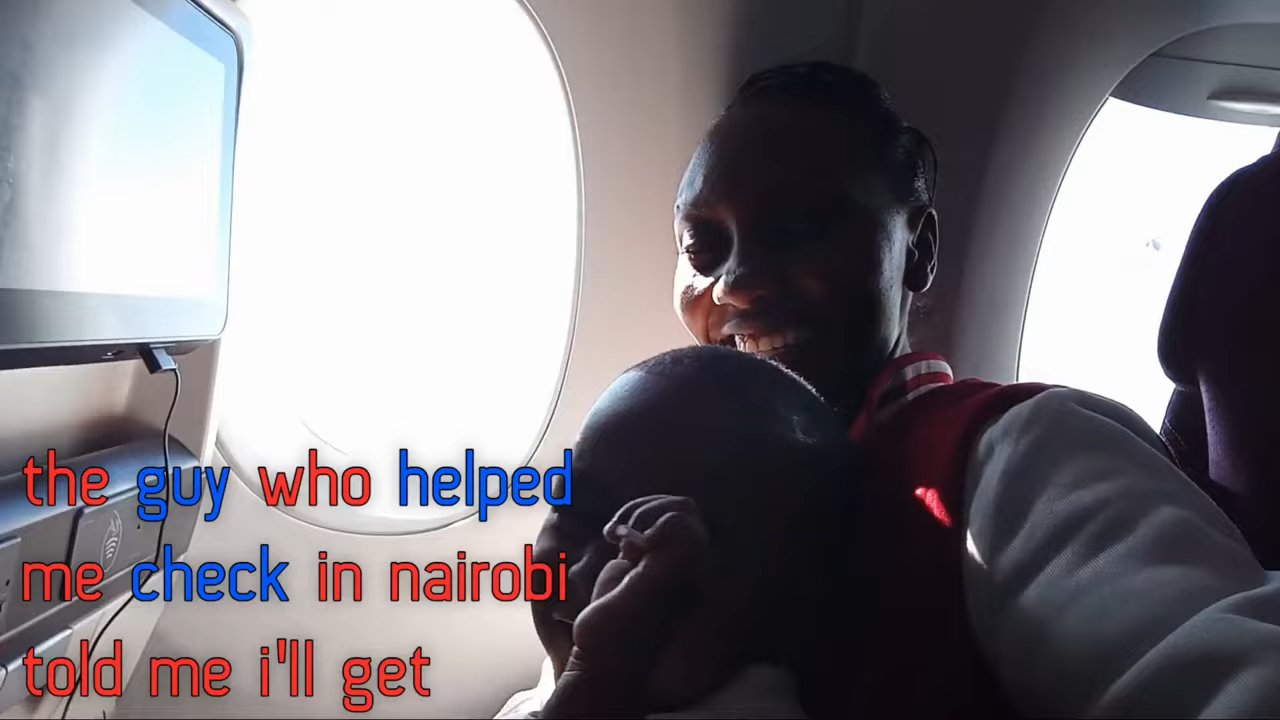 the guy who helped
me check in nairobi
told me i'll get